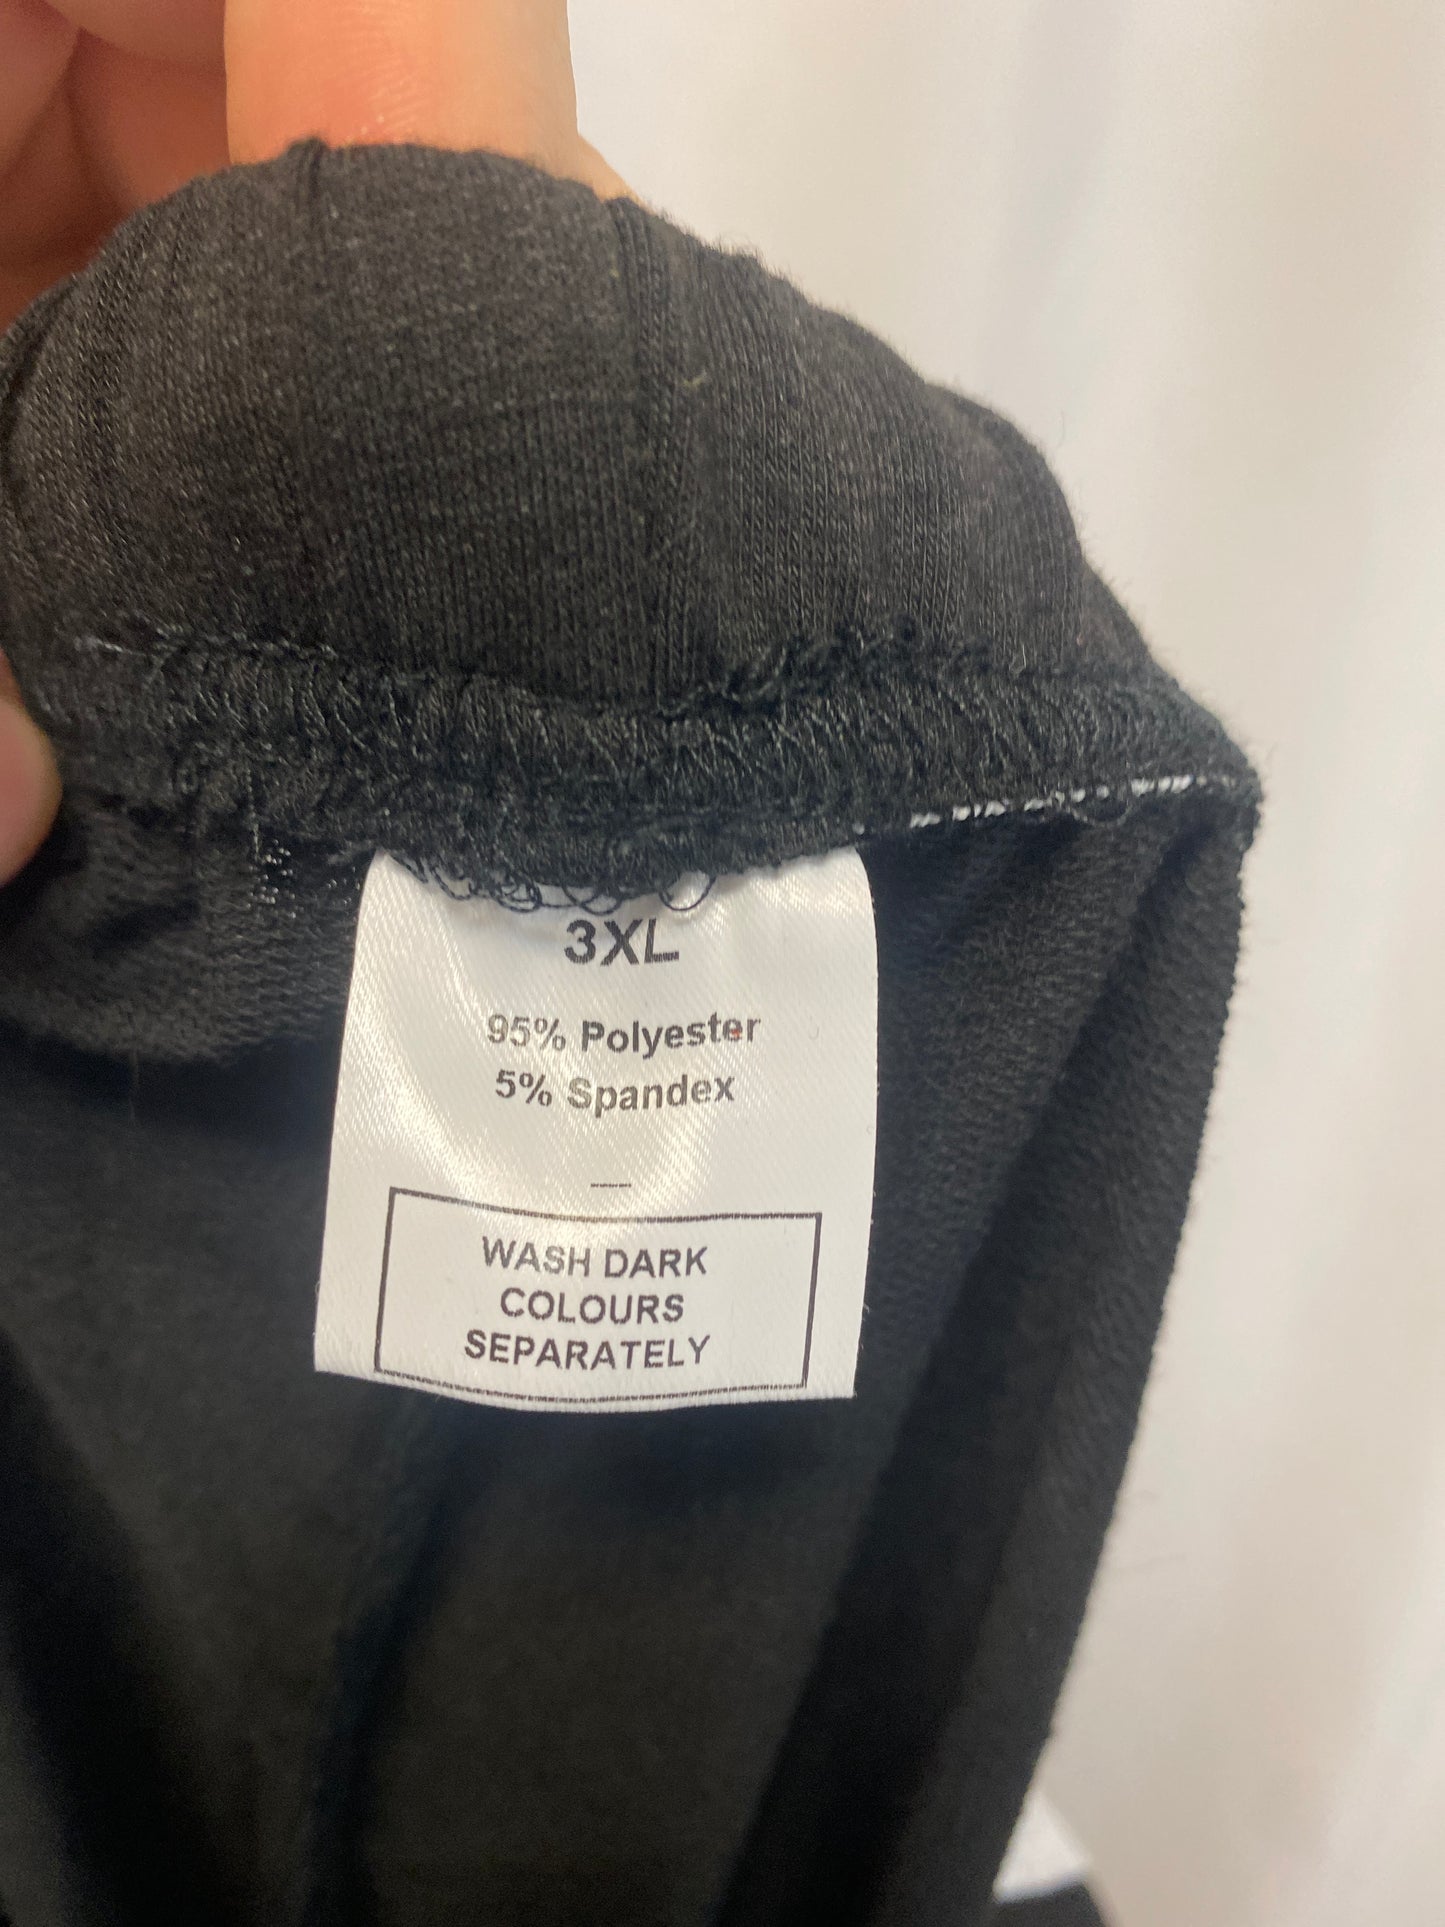 3XL
95% Polyester
5% Spandex
—
WASH DARK
COLOURS
SEPARATELY